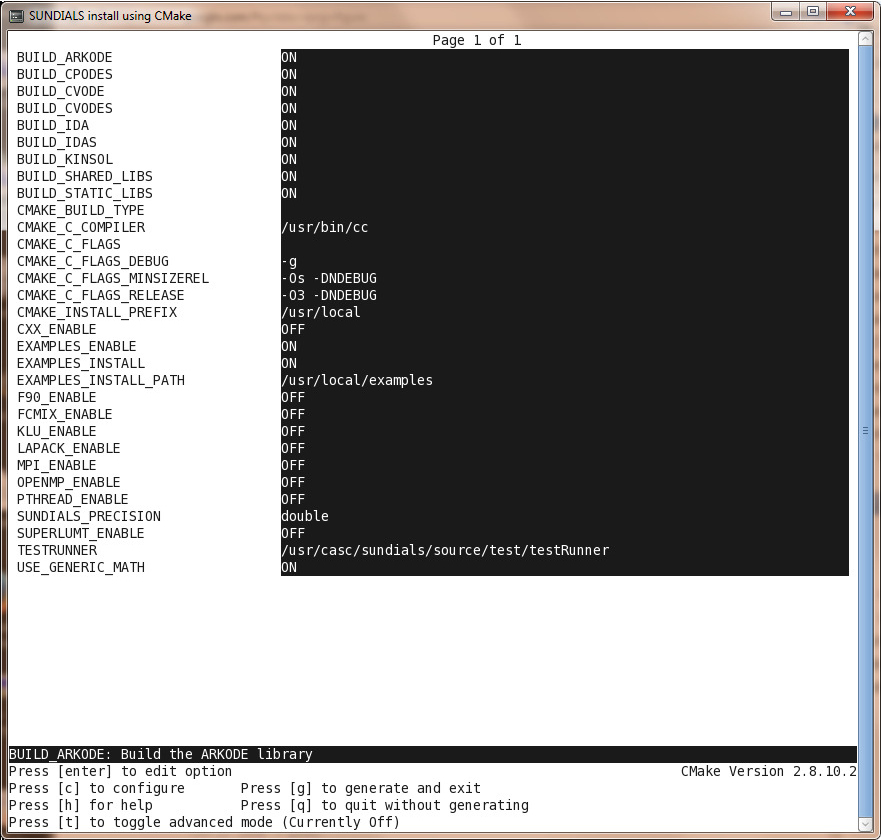 SUNDIALS install using CMake
Page 1 of 1
BUILD_ARKODE ON
BUILD_CPODES ON
BUILD_CVODE ON
BUILD_CVODES ON
BUILD_IDA ON
BUILD_IDAS ON
BUILD_KINSOL ON
BUILD_SHARED_LIBS ON
BUILD_STATIC_LIBS ON
CMAKE_BUILD_TYPE
CMAKE_C_COMPILER /usr/bin/cc
CMAKE_C_FLAGS
CMAKE_C_FLAGS_DEBUG -g
CMAKE_C_FLAGS_MINSIZEREL -Os -DNDEBUG
CMAKE_C_FLAGS_RELEASE -O3 -DNDEBUG
CMAKE_INSTALL_PREFIX /usr/local
CXX_ENABLE OFF
EXAMPLES_ENABLE ON
EXAMPLES_INSTALL ON
EXAMPLES_INSTALL_PATH /usr/local/examples
F90_ENABLE OFF
FCMIX_ENABLE OFF
KLU_ENABLE OFF
LAPACK_ENABLE OFF
MPI_ENABLE OFF
OPENMP_ENABLE OFF
PTHREAD_ENABLE OFF
SUNDIALS_PRECISION double
SUPERLUMT_ENABLE OFF
TESTRUNNER /usr/casc/sundials/source/test/testRunner
USE_GENERIC_MATH ON
BUILD_ARKODE: Build the ARKODE library
Press [enter] to edit option CMake Version 2.8.10.2
Press [c] to configure Press [g] to generate and exit
Press [h] for help Press [q] to quit without generating
Press [t] to toggle advanced mode (Currently Off)